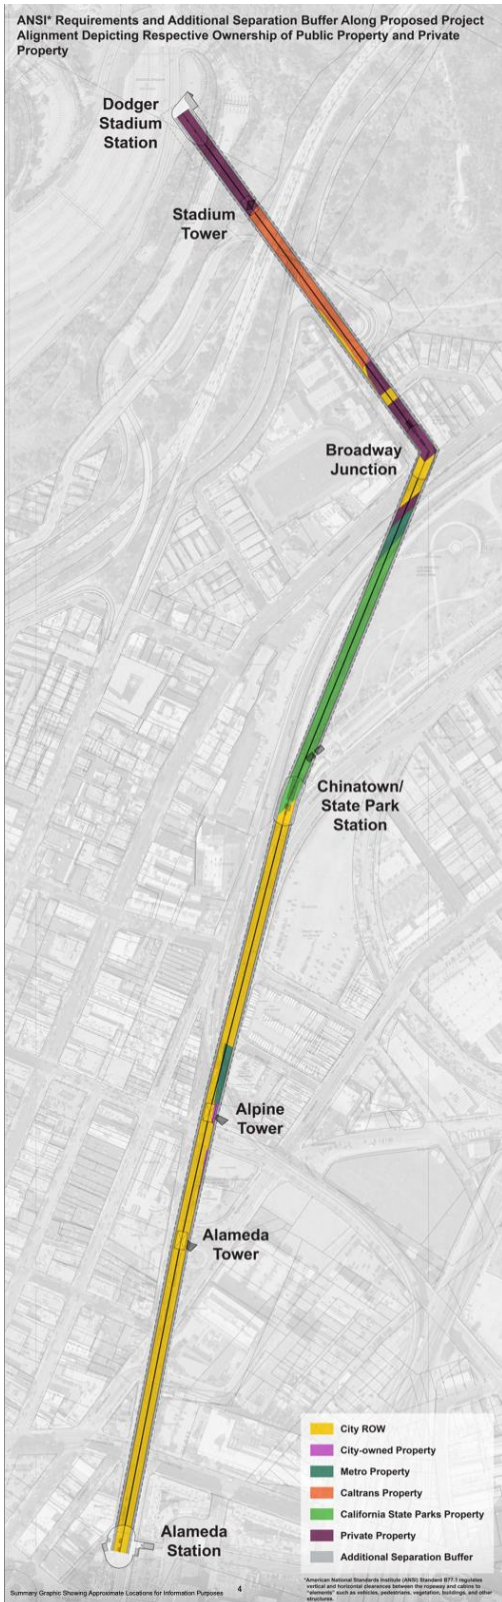 ANSI* Requirements and Additional Separation Buffer Along Proposed Project
Alignment Depicting Respective Ownership of Public Property and Private
Property
Dodger
Stadium
Station
Stadium
Tower
Broadway
Junction
Chinatown/
State Park
Station
Alpine
Tower
Alameda
Tower
City ROW
City-owned Property
Metro Property
Caltrans Property
California State Parks Property
Private Property
Additional Separation Buffer
Alameda
Station
Summary Graphic Showing Approximate Locations for Information Purposes
4
*American National Standards Institute (ANSI) Standard B77.1 regulates
vertical and horizontal clearances between the ropeway and cabins to
"elements" such as vehicles, pedestrians, vegetation, buildings, and other
structures.